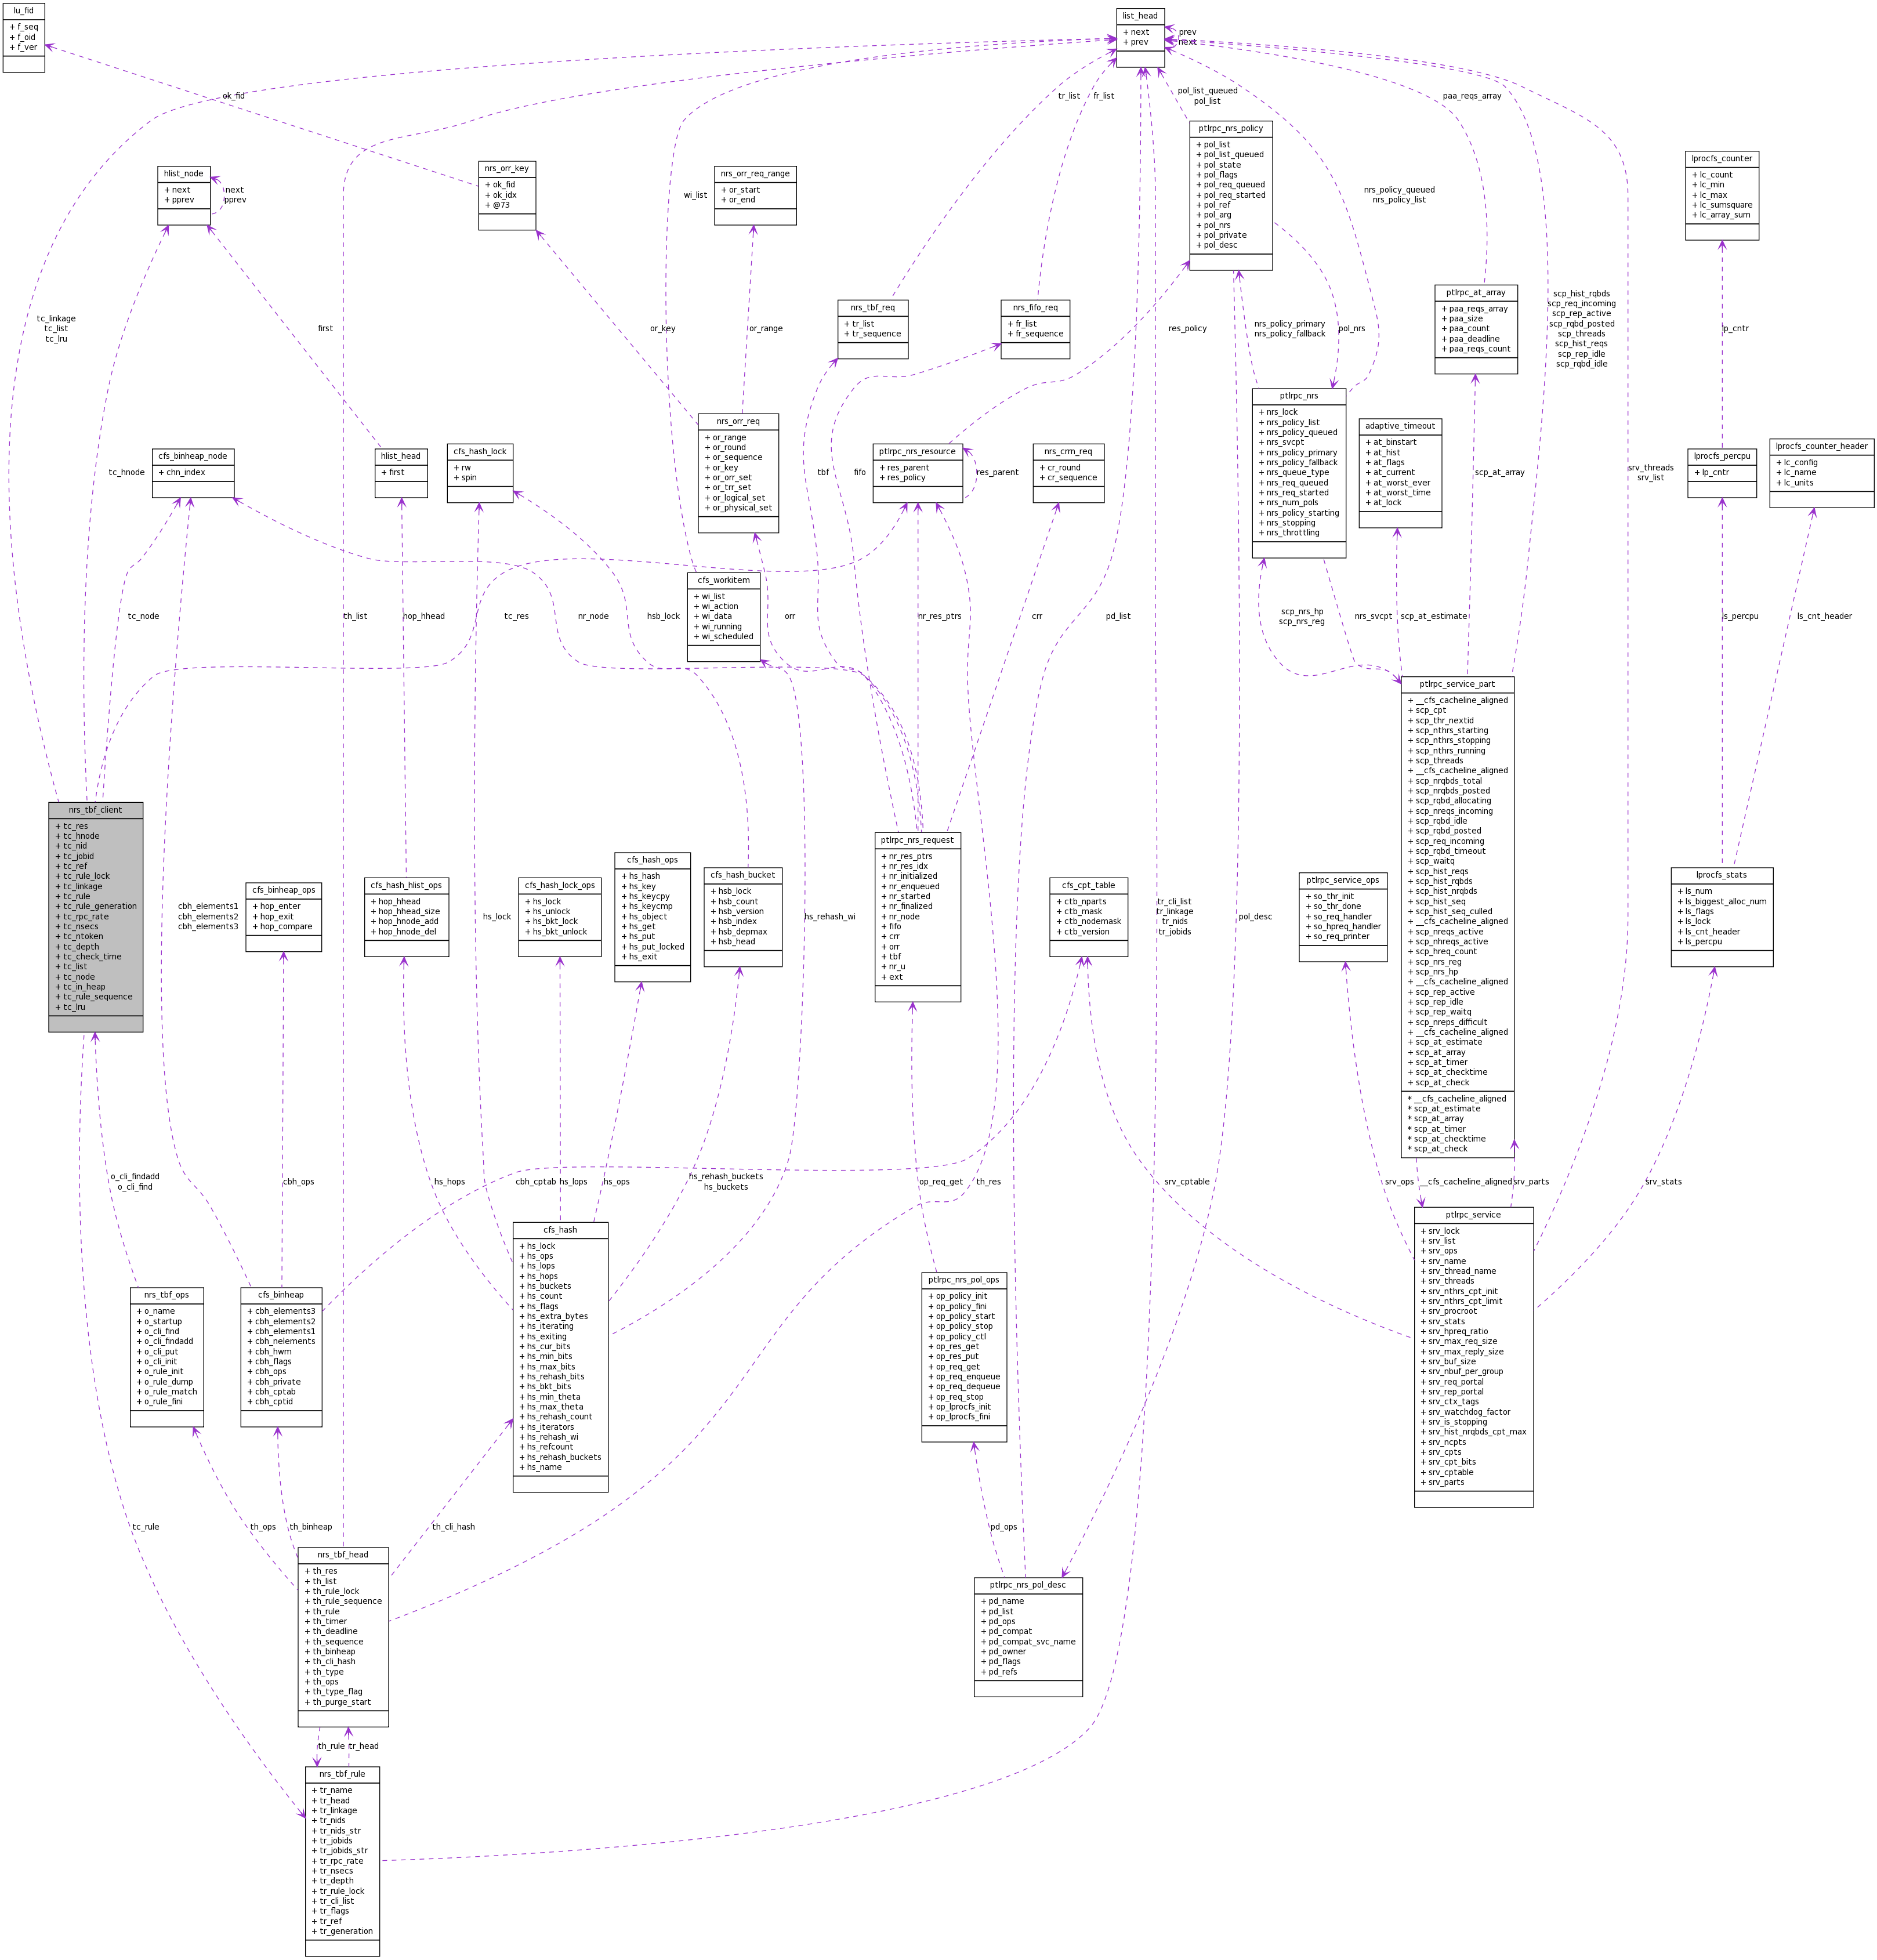 lu_fid
+ f_seq
+ f_oid
+ f_ver
list_head
+ next
+ prev
prev
next
ok_fid
tr_list
fr_list
pol_list_queued
pol_list
paa_reqs_array
ptlrpc_nrs_policy
+ pol_list
+ pol_list_queued
+ pol_state
+ pol_flags
+ pol_req_queued
+ pol_req_started
+ pol_ref
+ pol_arg
+ pol_nrs
+ pol_private
+ pol_desc
hlist_node
+ next
+ pprev
next
pprev
nrs_orr_key
+ ok_fid
+ ok_idx
+ @73
wi_list
nrs_orr_req_range
+ or_start
+ or_end
nrs_policy_queued
nrs_policy_list
lprocfs_counter
+ lc_count
+ lc_min
+ lc_max
+ lc_sumsquare
+ lc_array_sum
tc_linkage
tc_list
tc_lru
first
or_key
or_range
nrs_tbf_req
+ tr_list
+ tr_sequence
nrs_fifo_req
+ fr_list
+ fr_sequence
res_policy
nrs_policy_primary
nrs_policy_fallback
pol_nrs
ptlrpc_at_array
+ paa_reqs_array
+ paa_size
+ paa_count
+ paa_deadline
+ paa_reqs_count
scp_hist_rqbds
scp_req_incoming
scp_rep_active
scp_rqbd_posted
scp_threads
scp_hist_reqs
scp_rep_idle
scp_rqbd_idle
lp_cntr
tc_hnode
cfs_binheap_node
+ chn_index
hlist_head
+ first
cfs_hash_lock
+ rw
+ spin
nrs_orr_req
+ or_range
+ or_round
+ or_sequence
+ or_key
+ or_orr_set
+ or_trr_set
+ or_logical_set
+ or_physical_set
tbf
fifo
ptlrpc_nrs_resource
+ res_parent
+ res_policy
res_parent
nrs_crm_req
+ cr_round
+ cr_sequence
ptlrpc_nrs
+ nrs_lock
+ nrs_policy_list
+ nrs_policy_queued
+ nrs_svcpt
+ nrs_policy_primary
+ nrs_policy_fallback
+ nrs_queue_type
+ nrs_req_queued
+ nrs_req_started
+ nrs_num_pols
+ nrs_policy_starting
+ nrs_stopping
+ nrs_throttling
adaptive_timeout
+ at_binstart
+ at_hist
+ at_flags
+ at_current
+ at_worst_ever
+ at_worst_time
+ at_lock
scp_at_array
srv_threads
srv_list
lprocfs_percpu
+ lp_cntr
lprocfs_counter_header
+ lc_config
+ lc_name
+ lc_units
tc_node
th_list
hop_hhead
tc_res
nr_node
hsb_lock
cfs_workitem
+ wi_list
+ wi_action
+ wi_data
+ wi_running
+ wi_scheduled
orr
nr_res_ptrs
crr
pd_list
scp_nrs_hp
scp_nrs_reg
nrs_svcpt
scp_at_estimate
ls_percpu
ls_cnt_header
ptlrpc_service_part
+ __cfs_cacheline_aligned
+ scp_cpt
+ scp_thr_nextid
+ scp_nthrs_starting
+ scp_nthrs_stopping
+ scp_nthrs_running
+ scp_threads
+ __cfs_cacheline_aligned
+ scp_nrqbds_total
+ scp_nrqbds_posted
+ scp_rqbd_allocating
+ scp_nreqs_incoming
+ scp_rqbd_idle
+ scp_rqbd_posted
+ scp_req_incoming
+ scp_rqbd_timeout
+ scp_waitq
+ scp_hist_reqs
+ scp_hist_rqbds
+ scp_hist_nrqbds
+ scp_hist_seq
+ scp_hist_seq_culled
+ __cfs_cacheline_aligned
+ scp_nreqs_active
+ scp_nhreqs_active
+ scp_hreq_count
+ scp_nrs_reg
+ scp_nrs_hp
+ __cfs_cacheline_aligned
+ scp_rep_active
+ scp_rep_idle
+ scp_rep_waitq
+ scp_nreps_difficult
+ __cfs_cacheline_aligned
+ scp_at_estimate
+ scp_at_array
+ scp_at_timer
+ scp_at_checktime
+ scp_at_check
* __cfs_cacheline_aligned
* scp_at_estimate
* scp_at_array
* scp_at_timer
* scp_at_checktime
* scp_at_check
nrs_tbf_client
+ tc_res
+ tc_hnode
+ tc_nid
+ tc_jobid
+ tc_ref
+ tc_rule_lock
+ tc_linkage
+ tc_rule
+ tc_rule_generation
+ tc_rpc_rate
+ tc_nsecs
+ tc_ntoken
+ tc_depth
+ tc_check_time
+ tc_list
+ tc_node
+ tc_in_heap
+ tc_rule_sequence
+ tc_lru
cbh_elements1
cbh_elements2
cbh_elements3
cfs_binheap_ops
+ hop_enter
+ hop_exit
+ hop_compare
cfs_hash_hlist_ops
+ hop_hhead
+ hop_hhead_size
+ hop_hnode_add
+ hop_hnode_del
hs_lock
cfs_hash_lock_ops
+ hs_lock
+ hs_unlock
+ hs_bkt_lock
+ hs_bkt_unlock
cfs_hash_ops
+ hs_hash
+ hs_key
+ hs_keycpy
+ hs_keycmp
+ hs_object
+ hs_get
+ hs_put
+ hs_put_locked
+ hs_exit
cfs_hash_bucket
+ hsb_lock
+ hsb_count
+ hsb_version
+ hsb_index
+ hsb_depmax
+ hsb_head
hs_rehash_wi
ptlrpc_nrs_request
+ nr_res_ptrs
+ nr_res_idx
+ nr_initialized
+ nr_enqueued
+ nr_started
+ nr_finalized
+ nr_node
+ fifo
+ crr
+ orr
+ tbf
+ nr_u
+ ext
cfs_cpt_table
+ ctb_nparts
+ ctb_mask
+ ctb_nodemask
+ ctb_version
tr_cli_list
tr_linkage
tr_nids
tr_jobids
pol_desc
ptlrpc_service_ops
+ so_thr_init
+ so_thr_done
+ so_req_handler
+ so_hpreq_handler
+ so_req_printer
lprocfs_stats
+ ls_num
+ ls_biggest_alloc_num
+ ls_flags
+ ls_lock
+ ls_cnt_header
+ ls_percpu
o_cli_findadd
o_cli_find
cbh_ops
hs_hops
cbh_cptab
hs_lops
hs_ops
hs_rehash_buckets
hs_buckets
op_req_get
th_res
srv_cptable
srv_ops
__cfs_cacheline_aligned
srv_parts
srv_stats
nrs_tbf_ops
+ o_name
+ o_startup
+ o_cli_find
+ o_cli_findadd
+ o_cli_put
+ o_cli_init
+ o_rule_init
+ o_rule_dump
+ o_rule_match
+ o_rule_fini
cfs_binheap
+ cbh_elements3
+ cbh_elements2
+ cbh_elements1
+ cbh_nelements
+ cbh_hwm
+ cbh_flags
+ cbh_ops
+ cbh_private
+ cbh_cptab
+ cbh_cptid
cfs_hash
+ hs_lock
+ hs_ops
+ hs_lops
+ hs_hops
+ hs_buckets
+ hs_count
+ hs_flags
+ hs_extra_bytes
+ hs_iterating
+ hs_exiting
+ hs_cur_bits
+ hs_min_bits
+ hs_max_bits
+ hs_rehash_bits
+ hs_bkt_bits
+ hs_min_theta
+ hs_max_theta
+ hs_rehash_count
+ hs_iterators
+ hs_rehash_wi
+ hs_refcount
+ hs_rehash_buckets
+ hs_name
ptlrpc_nrs_pol_ops
+ op_policy_init
+ op_policy_fini
+ op_policy_start
+ op_policy_stop
+ op_policy_ctl
+ op_res_get
+ op_res_put
+ op_req_get
+ op_req_enqueue
+ op_req_dequeue
+ op_req_stop
+ op_lprocfs_init
+ op_lprocfs_fini
ptlrpc_service
+ srv_lock
+ srv_list
+ srv_ops
+ srv_name
+ srv_thread_name
+ srv_threads
+ srv_nthrs_cpt_init
+ srv_nthrs_cpt_limit
+ srv_procroot
+ srv_stats
+ srv_hpreq_ratio
+ srv_max_req_size
+ srv_max_reply_size
+ srv_buf_size
+ srv_nbuf_per_group
+ srv_req_portal
+ srv_rep_portal
+ srv_ctx_tags
+ srv_watchdog_factor
+ srv_is_stopping
+ srv_hist_nrqbds_cpt_max
+ srv_ncpts
+ srv_cpts
+ srv_cpt_bits
+ srv_cptable
+ srv_parts
tc_rule
th_ops
th_binheap
th_cli_hash
pd_ops
nrs_tbf_head
+ th_res
+ th_list
+ th_rule_lock
+ th_rule_sequence
+ th_rule
+ th_timer
+ th_deadline
+ th_sequence
+ th_binheap
+ th_cli_hash
+ th_type
+ th_ops
+ th_type_flag
+ th_purge_start
ptlrpc_nrs_pol_desc
+ pd_name
+ pd_list
+ pd_ops
+ pd_compat
+ pd_compat_svc_name
+ pd_owner
+ pd_flags
+ pd_refs
th_rule
tr_head
nrs_tbf_rule
+ tr_name
+ tr_head
+ tr_linkage
+ tr_nids
+ tr_nids_str
+ tr_jobids
+ tr_jobids_str
+ tr_rpc_rate
+ tr_nsecs
+ tr_depth
+ tr_rule_lock
+ tr_cli_list
+ tr_flags
+ tr_ref
+ tr_generation